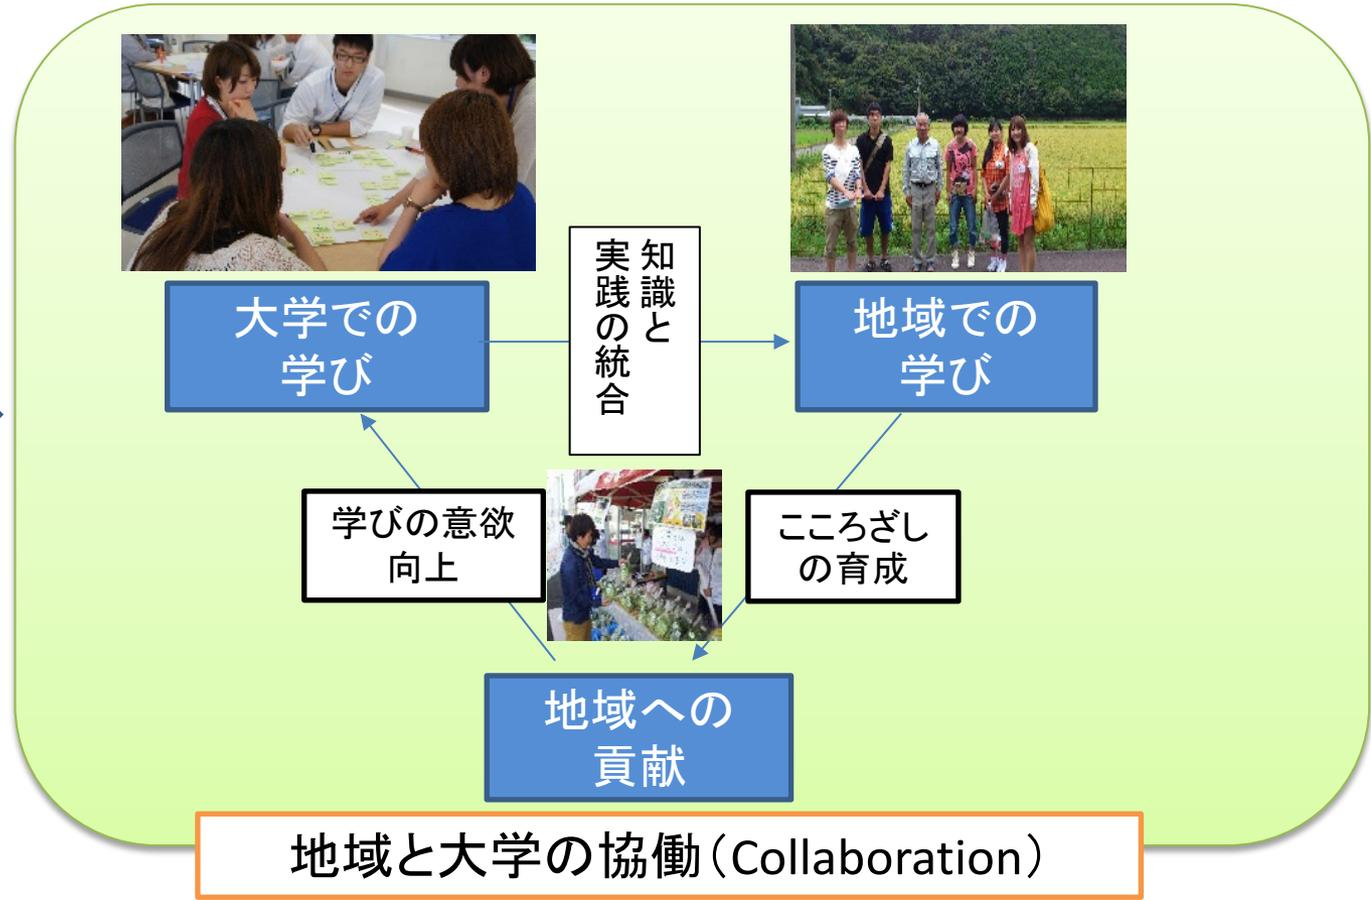 大学での
学び
知識と
実践の統合
地域での
学び
学びの意欲
向上
こころざし
の育成
地域への
貢献
地域と大学の協働（Collaboration）